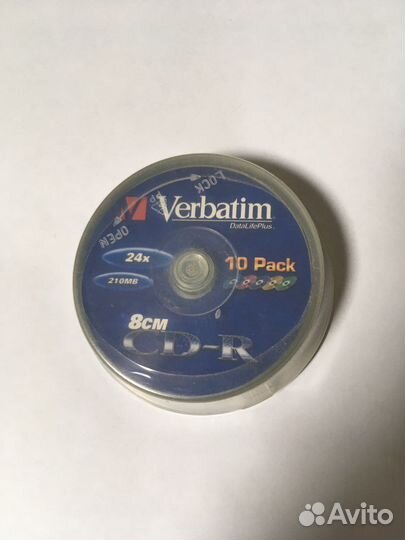 LOCK
OPEN
Verbatim
DataLifePlus
24x
10 Pack
210MB
8CM
CD-R
Avito